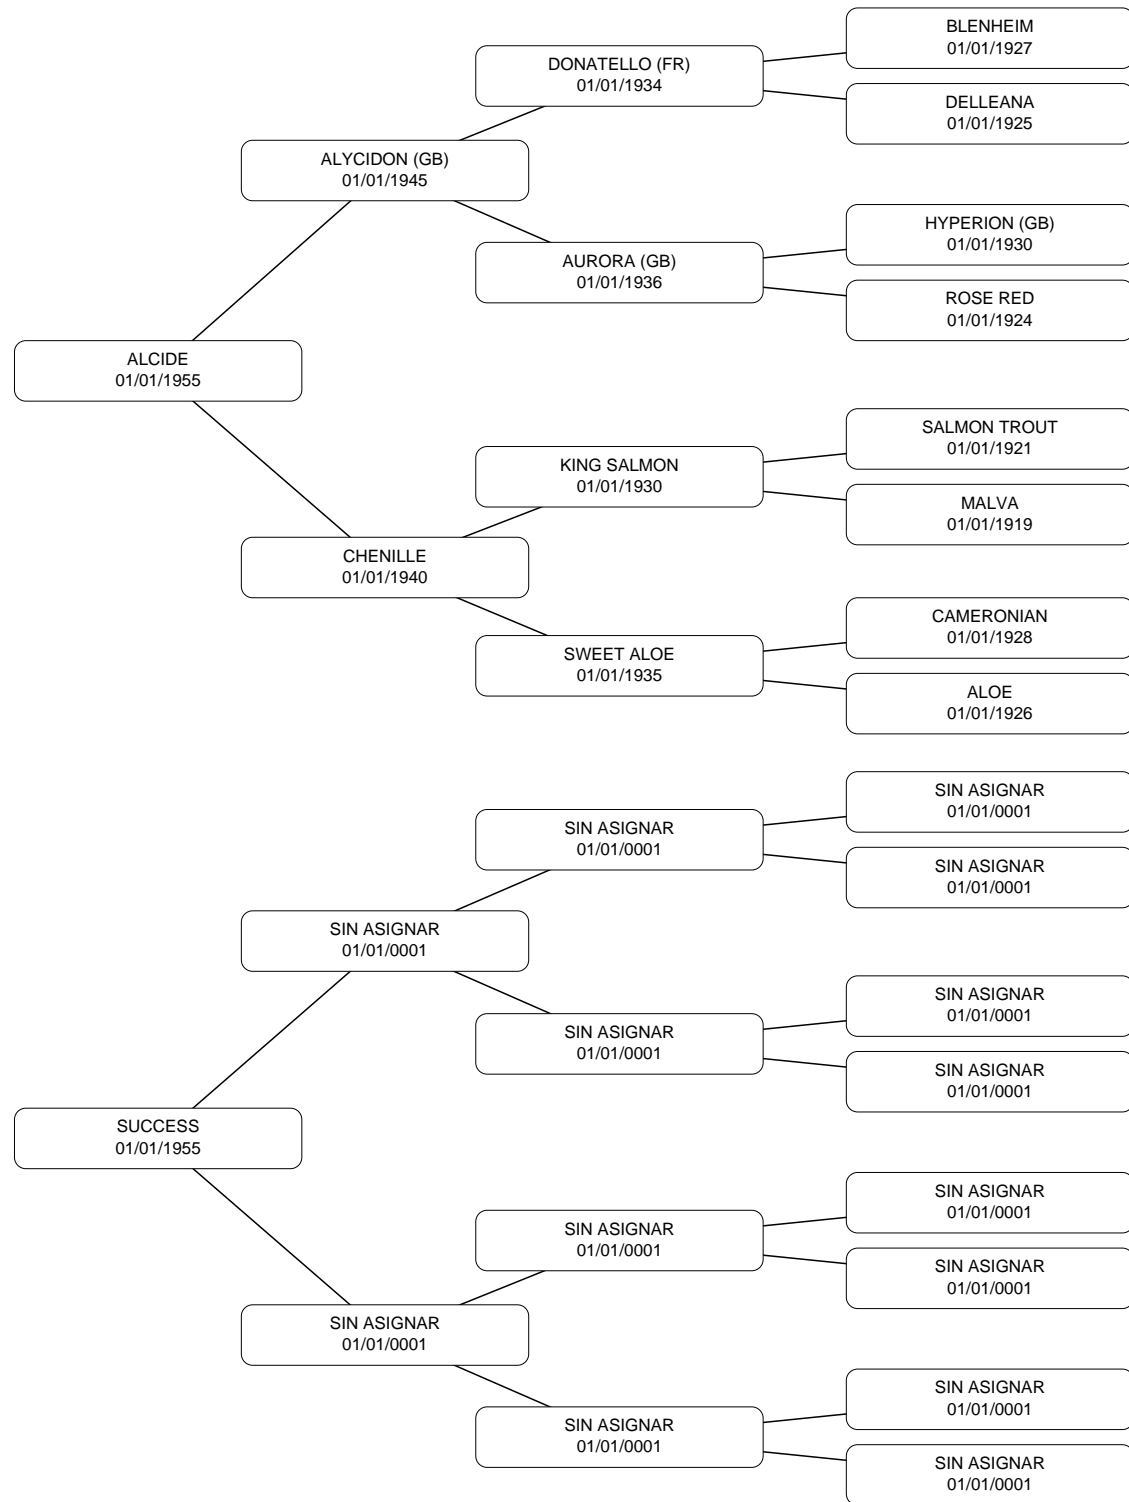 BLENHEIM
01/01/1927
DONATELLO (FR)
01/01/1934
DELLEANA
01/01/1925
ALYCIDON (GB)
01/01/1945
HYPERION (GB)
01/01/1930
AURORA (GB)
01/01/1936
ROSE RED
01/01/1924
ALCIDE
01/01/1955
SALMON TROUT
01/01/1921
KING SALMON
01/01/1930
MALVA
01/01/1919
CHENILLE
01/01/1940
CAMERONIAN
01/01/1928
SWEET ALOE
01/01/1935
ALOE
01/01/1926
SIN ASIGNAR
01/01/0001
SIN ASIGNAR
01/01/0001
SIN ASIGNAR
01/01/0001
SIN ASIGNAR
01/01/0001
SIN ASIGNAR
01/01/0001
SIN ASIGNAR
01/01/0001
SIN ASIGNAR
01/01/0001
SUCCESS
01/01/1955
SIN ASIGNAR
01/01/0001
SIN ASIGNAR
01/01/0001
SIN ASIGNAR
01/01/0001
SIN ASIGNAR
01/01/0001
SIN ASIGNAR
01/01/0001
SIN ASIGNAR
01/01/0001
SIN ASIGNAR
01/01/0001